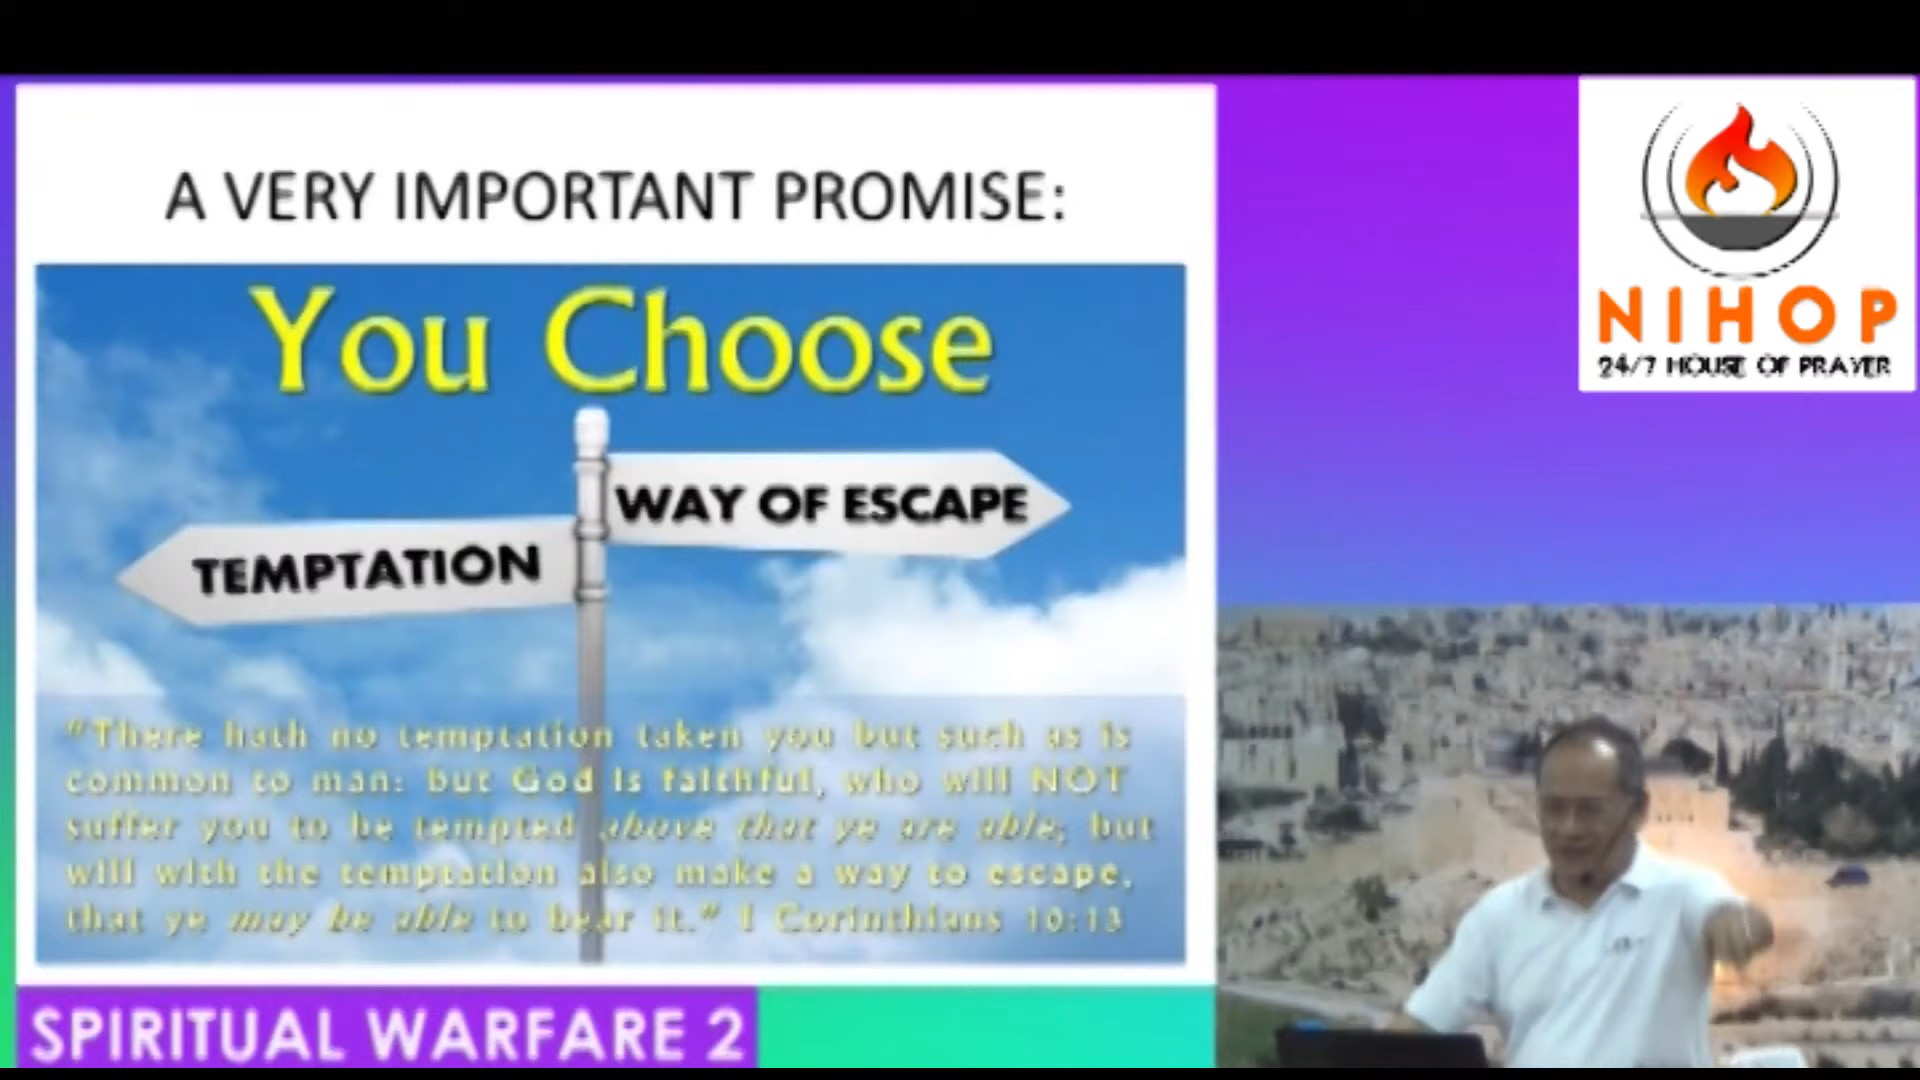 A VERY IMPORTANT PROMISE:
You Choose
WAY OF ESCAPE
TEMPTATION
"There hath no temptation taken you but such as is
common to man: but God is faithful, who will NOT
suffer you to be tempted above that ye are able; but
will with the temptation also make a way to escape,
that ye may be able to bear it." I Corinthians 10:13
SPIRITUAL WARFARE 2
NIHOP
24/7 HOUSE OF PRAYER